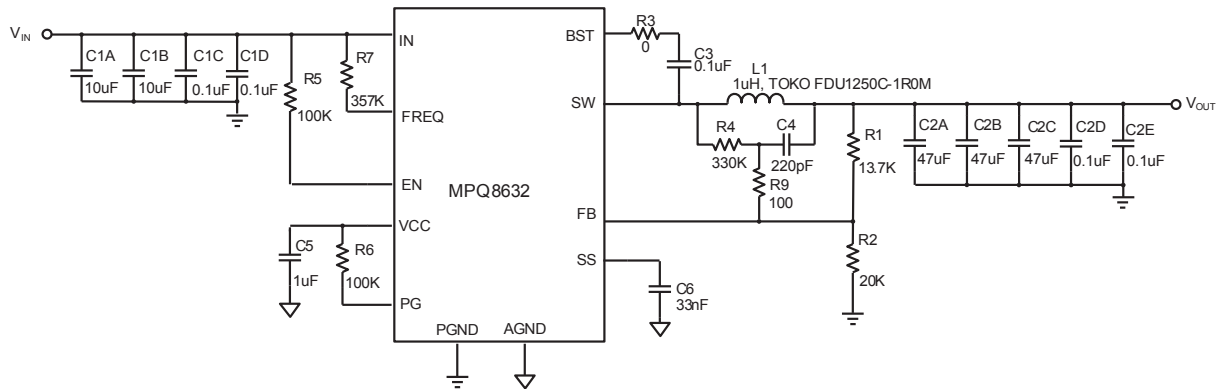 V_IN
C1A
10uF
C1B
10uF
C1C
0.1uF
C1D
0.1uF
R5
100K
R7
357K
IN
FREQ
EN
VCC
PG
C5
1uF
R6
100K
MPQ8632
PGND
AGND
BST
SW
FB
SS
R3
0
C3
0.1uF
L1
1uH, TOKO FDU1250C-1R0M
R4
330K
C4
220pF
R9
100
R1
13.7K
R2
20K
C6
33nF
C2A
47uF
C2B
47uF
C2C
47uF
C2D
0.1uF
C2E
0.1uF
V_OUT